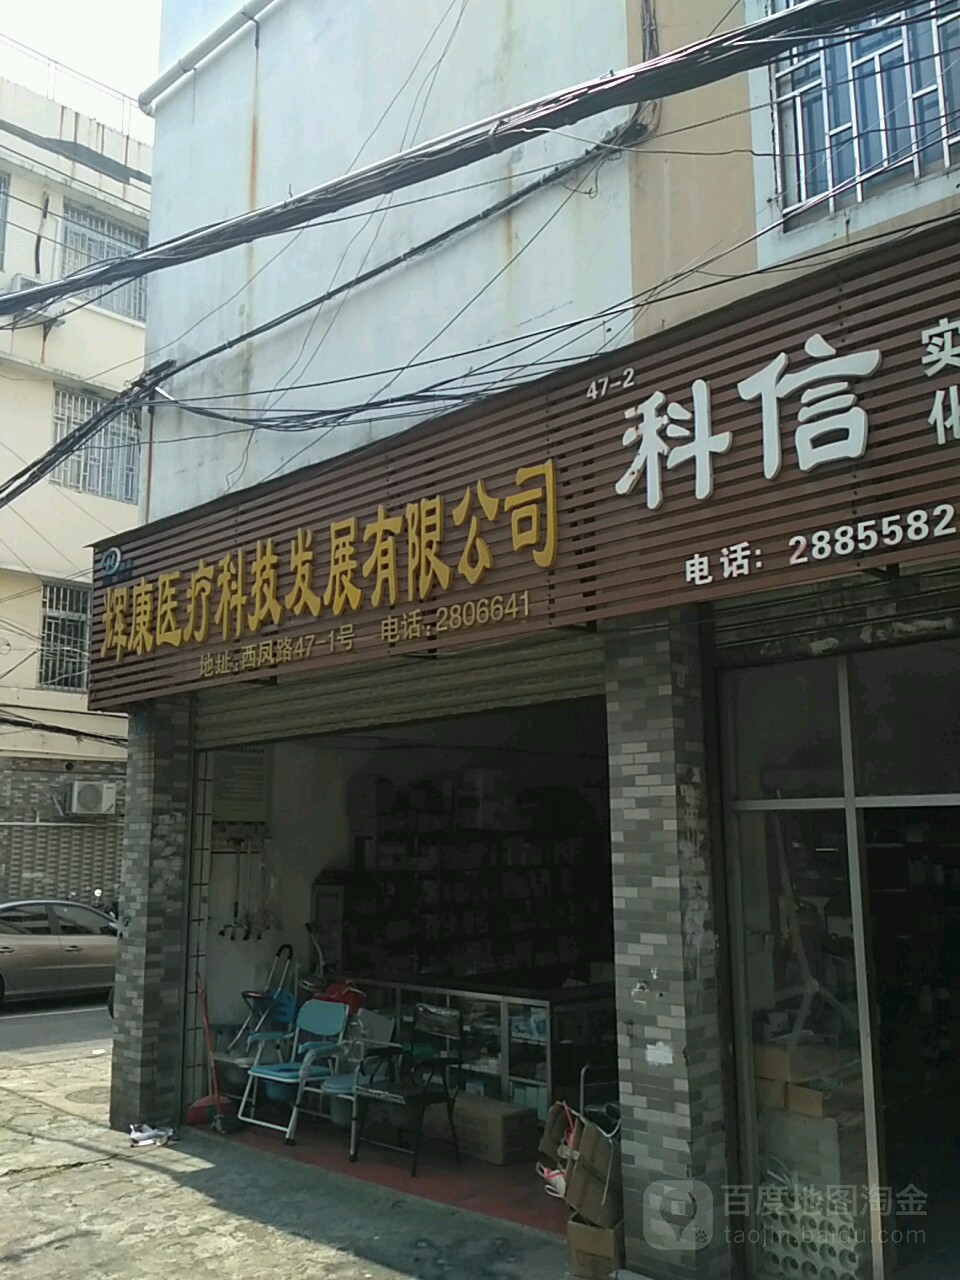 辉康医疗科技发展有限公司
地址:西凤路47-1号 电话:2806641
47-2
科信
实
化
电话: 2885582
百度地图淘金
taojin.baidu.com